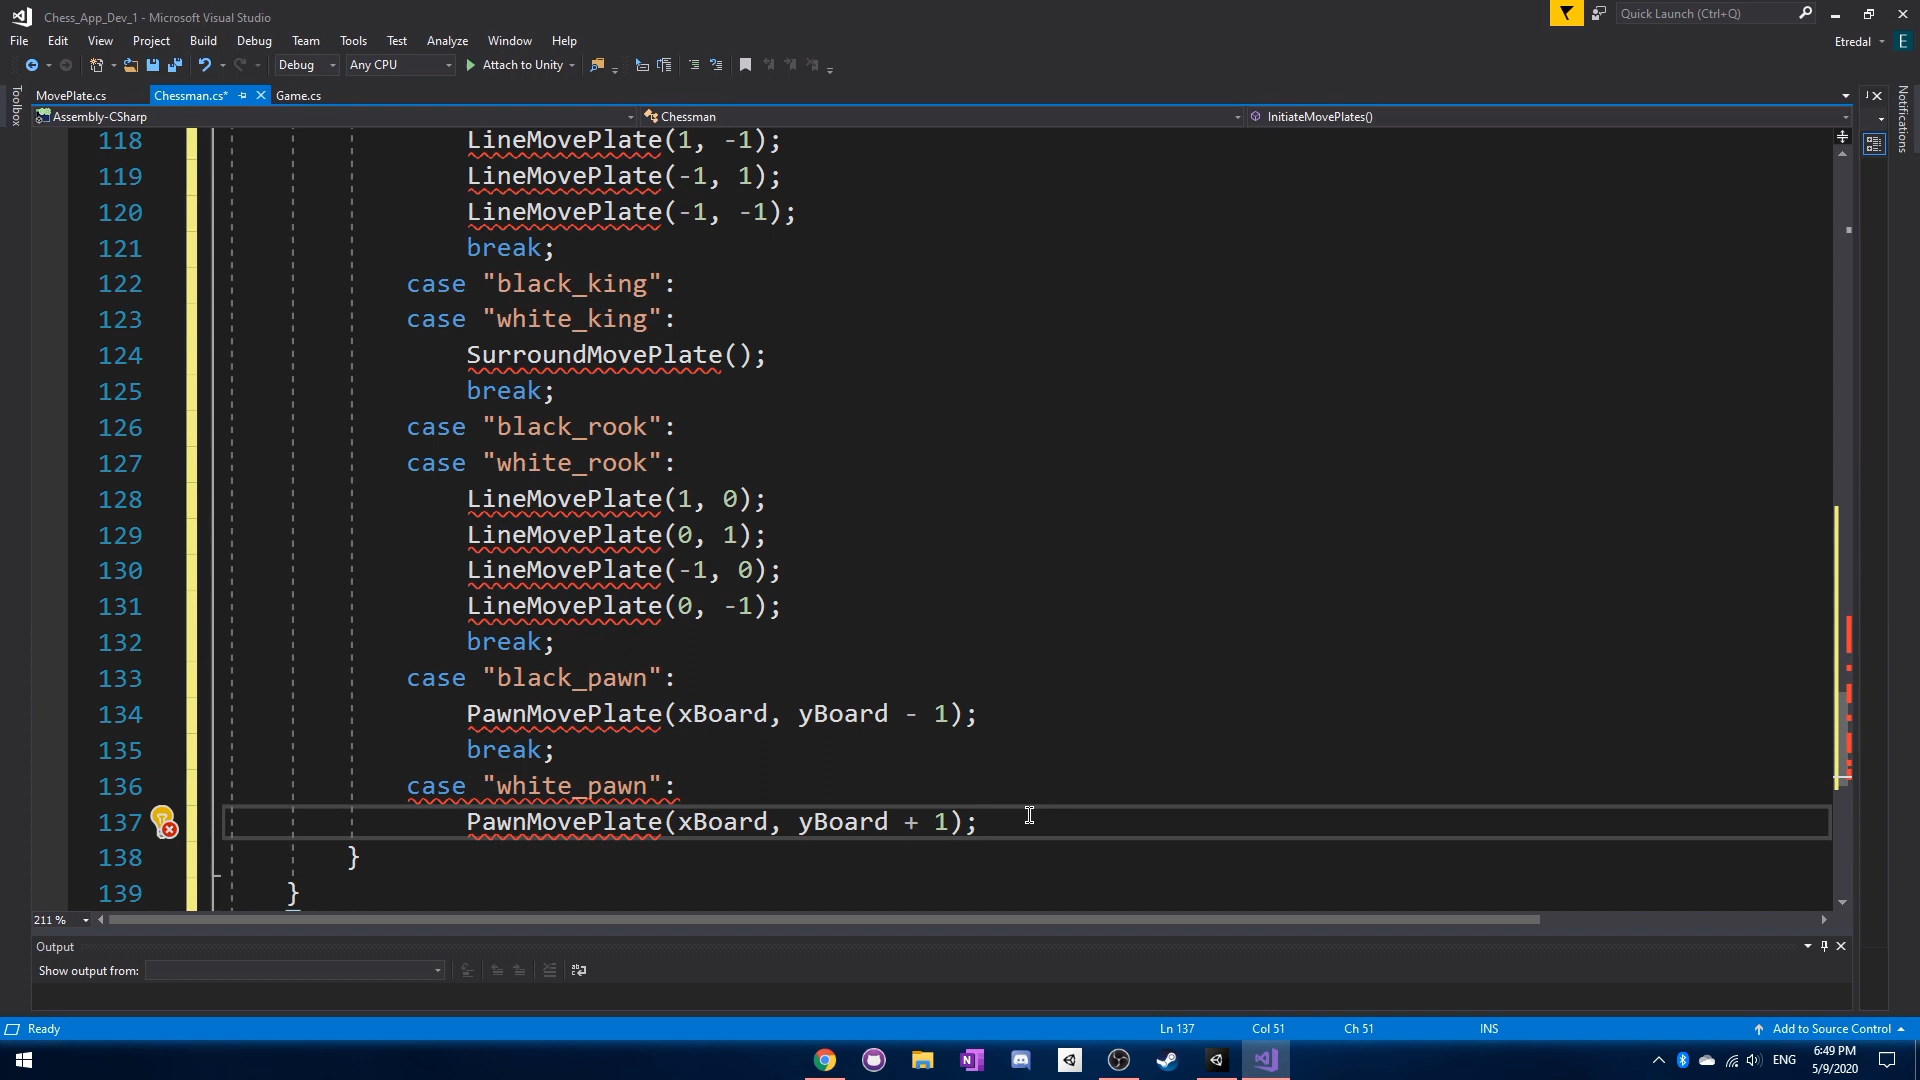 Chess_App_Dev_1 - Microsoft Visual Studio
Quick Launch (Ctrl+Q)
File Edit View Project Build Debug Team Tools Test Analyze Window Help
Etredal E
Debug Any CPU Attach to Unity
Toolbox
MovePlate.cs Chessman.cs* Game.cs
Notifications
Assembly-CSharp Chessman InitiateMovePlates()
118 LineMovePlate(1, -1);
119 LineMovePlate(-1, 1);
120 LineMovePlate(-1, -1);
121 break;
122 case "black_king":
123 case "white_king":
124 SurroundMovePlate();
125 break;
126 case "black_rook":
127 case "white_rook":
128 LineMovePlate(1, 0);
129 LineMovePlate(0, 1);
130 LineMovePlate(-1, 0);
131 LineMovePlate(0, -1);
132 break;
133 case "black_pawn":
134 PawnMovePlate(xBoard, yBoard - 1);
135 break;
136 case "white_pawn":
137 PawnMovePlate(xBoard, yBoard + 1);
138 }
139 }
211 %
Output
Show output from:
Ready Ln 137 Col 51 Ch 51 INS Add to Source Control
ENG 6:49 PM
5/9/2020